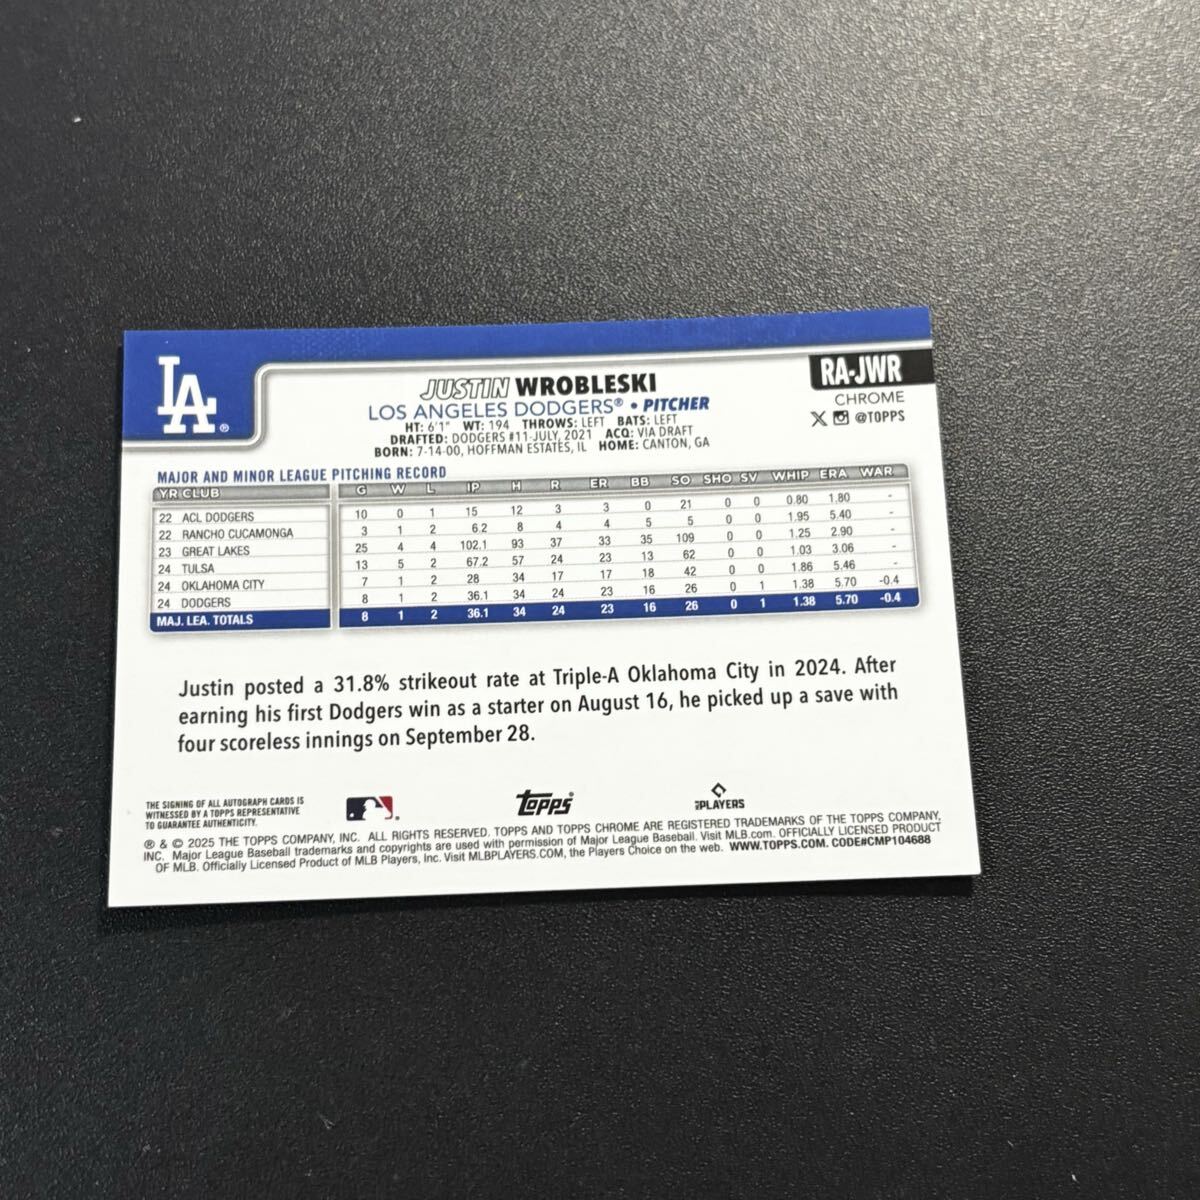 LA®
JUSTIN WROBLESKI
LOS ANGELES DODGERS® • PITCHER
HT: 6'1" WT: 194 THROWS: LEFT BATS: LEFT
DRAFTED: DODGERS #11-JULY, 2021 ACQ: VIA DRAFT
BORN: 7-14-00, HOFFMAN ESTATES, IL HOME: CANTON, GA
RA-JWR
CHROME
X @TOPPS
MAJOR AND MINOR LEAGUE PITCHING RECORD
YR CLUB G W L IP H R ER BB SO SHO SV WHIP ERA WAR
22 ACL DODGERS 10 0 1 15 12 3 3 0 21 0 0 0.80 1.80 -
22 RANCHO CUCAMONGA 3 1 2 6.2 8 4 4 5 5 0 0 1.95 5.40 -
23 GREAT LAKES 25 4 4 102.1 93 37 33 35 109 0 0 1.25 2.90 -
24 TULSA 13 5 2 67.2 57 24 23 13 62 0 0 1.03 3.06 -
24 OKLAHOMA CITY 7 1 2 28 34 17 17 18 42 0 0 1.86 5.46 -
24 DODGERS 8 1 2 36.1 34 24 23 16 26 0 1 1.38 5.70 -0.4
MAJ. LEA. TOTALS 8 1 2 36.1 34 24 23 16 26 0 1 1.38 5.70 -0.4
Justin posted a 31.8% strikeout rate at Triple-A Oklahoma City in 2024. After
earning his first Dodgers win as a starter on August 16, he picked up a save with
four scoreless innings on September 28.
THE SIGNING OF ALL AUTOGRAPH CARDS IS
WITNESSED BY A TOPPS REPRESENTATIVE
TO GUARANTEE AUTHENTICITY.
Topps
MLB PLAYERS
® & © 2025 THE TOPPS COMPANY, INC. ALL RIGHTS RESERVED. TOPPS AND TOPPS CHROME ARE REGISTERED TRADEMARKS OF THE TOPPS COMPANY,
INC. Major League Baseball trademarks and copyrights are used with permission of Major League Baseball. Visit MLB.com. OFFICIALLY LICENSED PRODUCT
OF MLB. Officially Licensed Product of MLB Players, Inc. Visit MLBPLAYERS.COM, the Players Choice on the web. WWW.TOPPS.COM. CODE#CMP104688